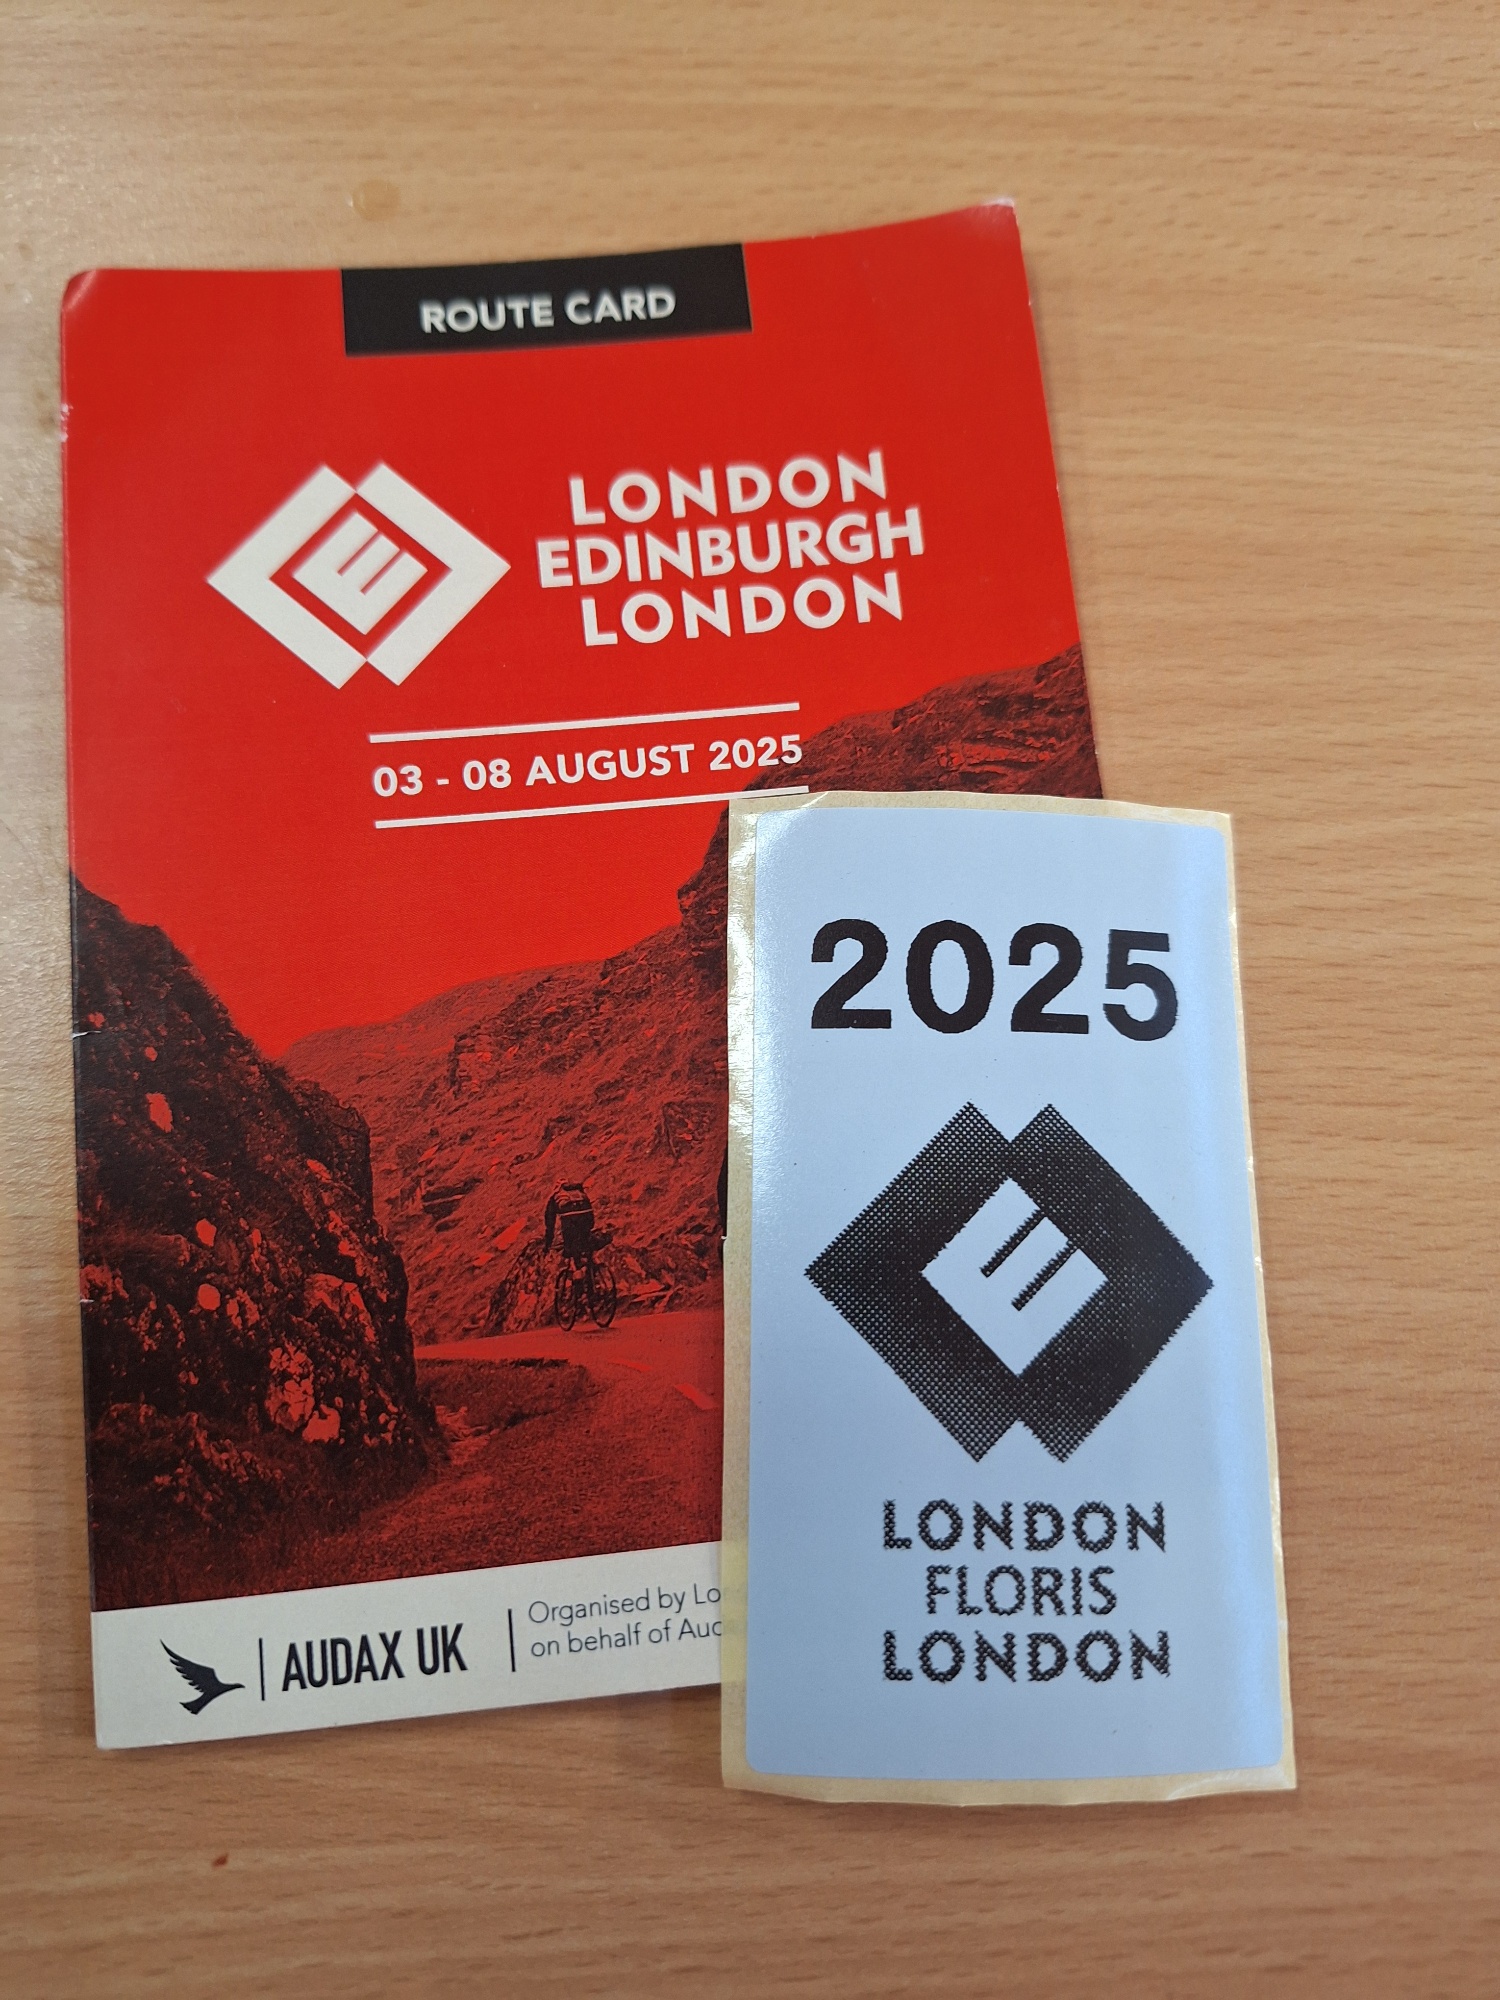 ROUTE CARD
LONDON
EDINBURGH
LONDON
03 - 08 AUGUST 2025
AUDAX UK
Organised by Lo
on behalf of Aud
2025
LONDON
FLORIS
LONDON